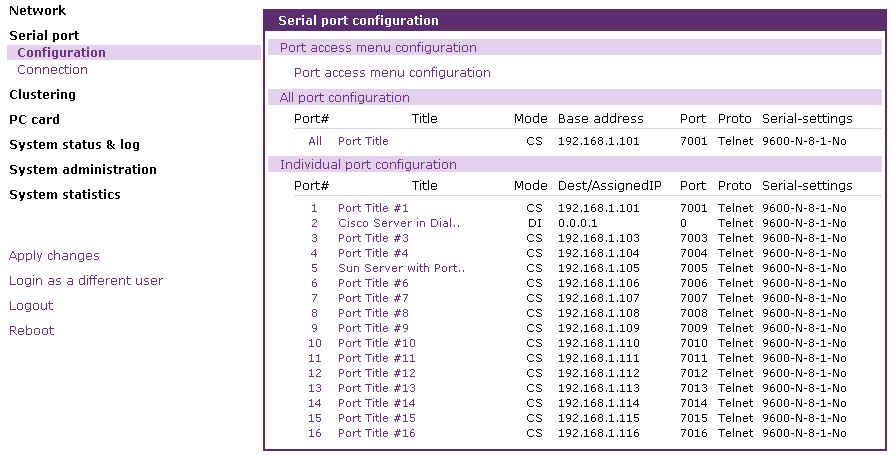 Network
Serial port
Configuration
Connection
Clustering
PC card
System status & log
System administration
System statistics
Apply changes
Login as a different user
Logout
Reboot
Serial port configuration
Port access menu configuration
Port access menu configuration
All port configuration
Port# Title Mode Base address Port Proto Serial-settings
All Port Title CS 192.168.1.101 7001 Telnet 9600-N-8-1-No
Individual port configuration
Port# Title Mode Dest/AssignedIP Port Proto Serial-settings
1 Port Title #1 CS 192.168.1.101 7001 Telnet 9600-N-8-1-No
2 Cisco Server in Dial.. DI 0.0.0.1 0 Telnet 9600-N-8-1-No
3 Port Title #3 CS 192.168.1.103 7003 Telnet 9600-N-8-1-No
4 Port Title #4 CS 192.168.1.104 7004 Telnet 9600-N-8-1-No
5 Sun Server with Port.. CS 192.168.1.105 7005 Telnet 9600-N-8-1-No
6 Port Title #6 CS 192.168.1.106 7006 Telnet 9600-N-8-1-No
7 Port Title #7 CS 192.168.1.107 7007 Telnet 9600-N-8-1-No
8 Port Title #8 CS 192.168.1.108 7008 Telnet 9600-N-8-1-No
9 Port Title #9 CS 192.168.1.109 7009 Telnet 9600-N-8-1-No
10 Port Title #10 CS 192.168.1.110 7010 Telnet 9600-N-8-1-No
11 Port Title #11 CS 192.168.1.111 7011 Telnet 9600-N-8-1-No
12 Port Title #12 CS 192.168.1.112 7012 Telnet 9600-N-8-1-No
13 Port Title #13 CS 192.168.1.113 7013 Telnet 9600-N-8-1-No
14 Port Title #14 CS 192.168.1.114 7014 Telnet 9600-N-8-1-No
15 Port Title #15 CS 192.168.1.115 7015 Telnet 9600-N-8-1-No
16 Port Title #16 CS 192.168.1.116 7016 Telnet 9600-N-8-1-No